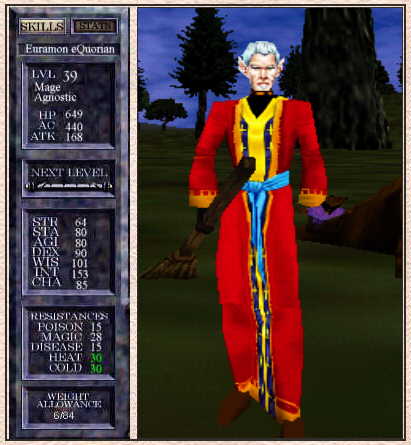 SKILLS STATS
Euramon eQuorian
LVL 39
Mage
Agnostic
HP 649
AC 440
ATK 168
NEXT LEVEL
STR 64
STA 80
AGI 80
DEX 90
WIS 101
INT 153
CHA 85
RESISTANCES
POISON 15
MAGIC 28
DISEASE 15
HEAT 30
COLD 30
WEIGHT
ALLOWANCE
6/84